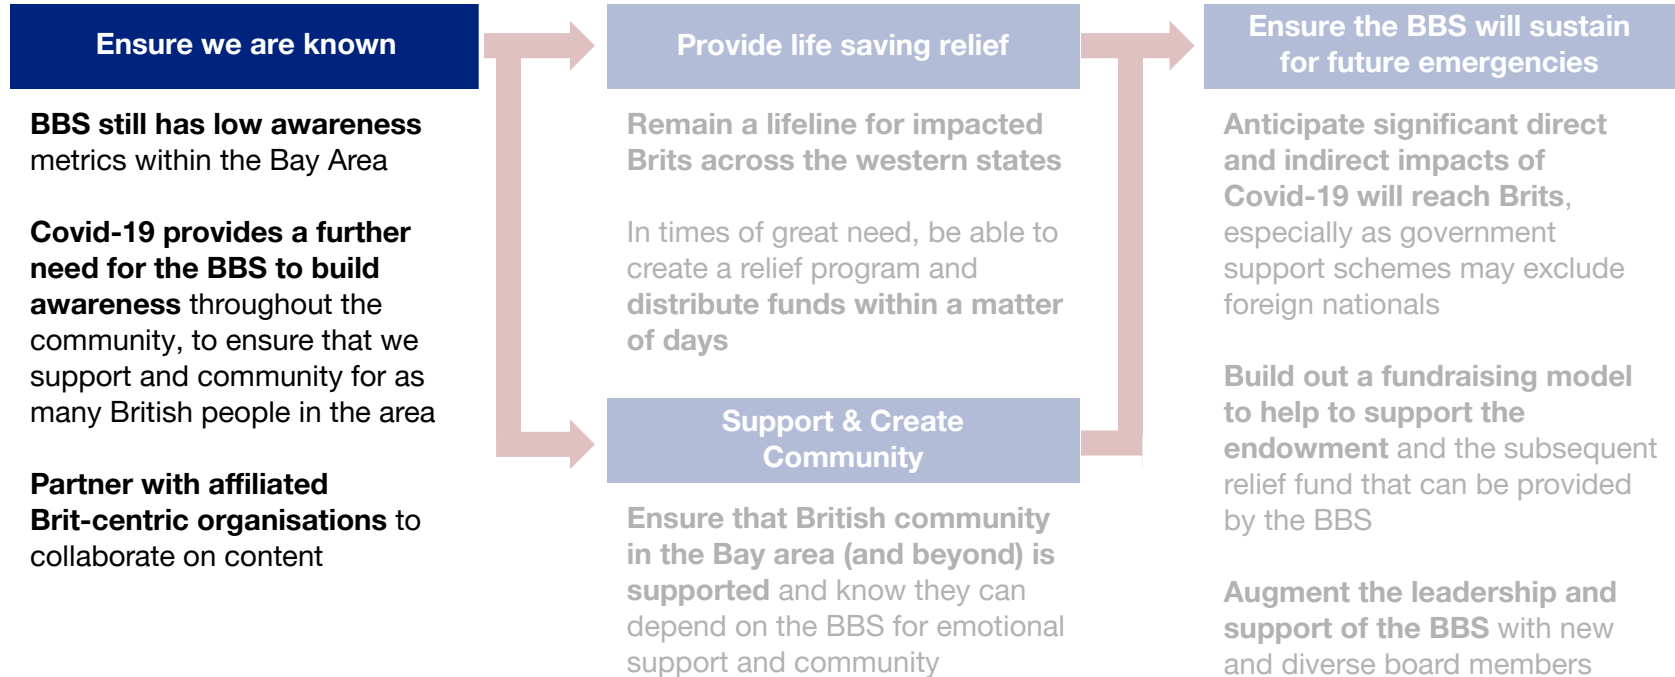 Ensure we are known
BBS still has low awareness
metrics within the Bay Area
Covid-19 provides a further
need for the BBS to build
awareness throughout the
community, to ensure that we
support and community for as
many British people in the area
Partner with affiliated
Brit-centric organisations to
collaborate on content
Provide life saving relief
Remain a lifeline for impacted
Brits across the western states
In times of great need, be able to
create a relief program and
distribute funds within a matter
of days
Support & Create
Community
Ensure that British community
in the Bay area (and beyond) is
supported and know they can
depend on the BBS for emotional
support and community
Ensure the BBS will sustain
for future emergencies
Anticipate significant direct
and indirect impacts of
Covid-19 will reach Brits,
especially as government
support schemes may exclude
foreign nationals
Build out a fundraising model
to help to support the
endowment and the subsequent
relief fund that can be provided
by the BBS
Augment the leadership and
support of the BBS with new
and diverse board members